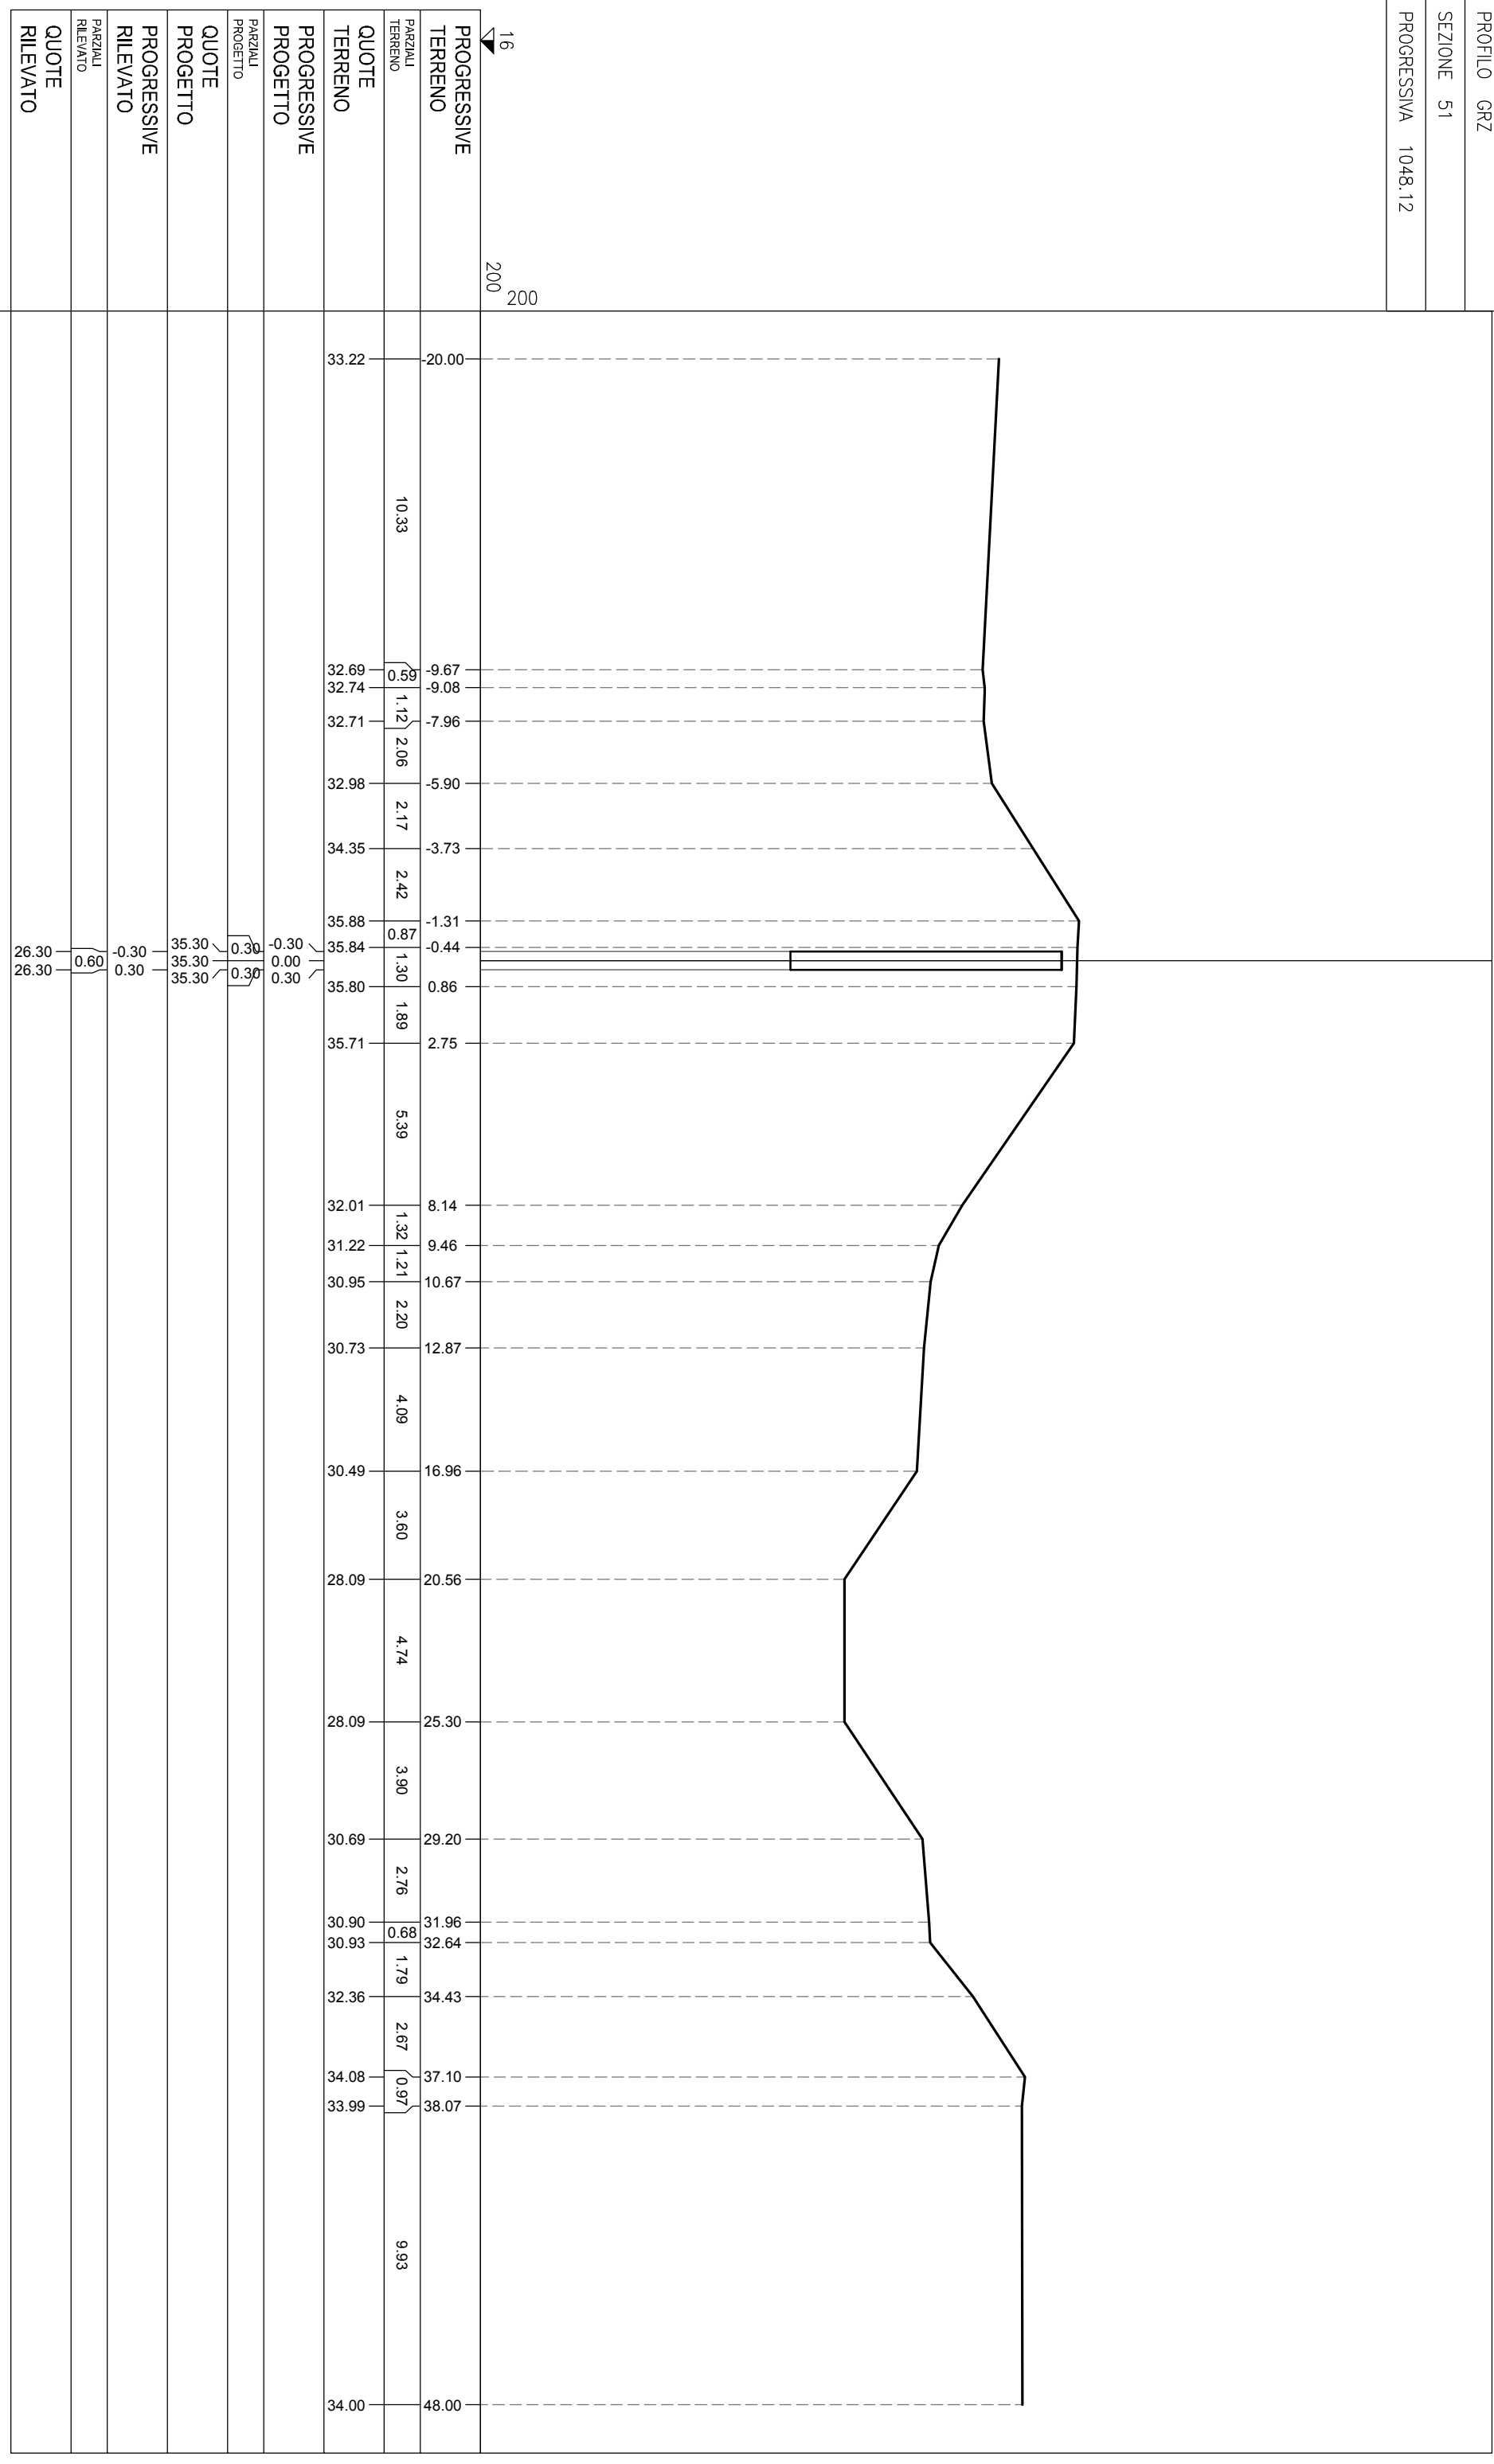 PROFILO GRZ
SEZIONE 51
PROGRESSIVA 1048.12
16
200
200
PROGRESSIVE TERRENO
-20.00 -9.67 -9.08 -7.96 -5.90 -3.73 -1.31 -0.44 0.86 2.75 8.14 9.46 10.67 12.87 16.96 20.56 25.30 29.20 31.96 32.64 34.43 37.10 38.07 48.00
PARZIALI TERRENO
10.33 0.59 1.12 2.06 2.17 2.42 0.87 1.30 1.89 5.39 1.32 1.21 2.20 4.09 3.60 4.74 3.90 2.76 0.68 1.79 2.67 0.97 9.93
QUOTE TERRENO
33.22 32.69 32.74 32.71 32.98 34.35 35.88 35.84 35.80 35.71 32.01 31.22 30.95 30.73 30.49 28.09 28.09 30.69 30.90 30.93 32.36 34.08 33.99 34.00
PROGRESSIVE PROGETTO
-0.30 0.00 0.30
PARZIALI PROGETTO
0.30 0.30
QUOTE PROGETTO
35.30 35.30 35.30
PROGRESSIVE RILEVATO
-0.30 0.30
PARZIALI RILEVATO
0.60
QUOTE RILEVATO
26.30 26.30